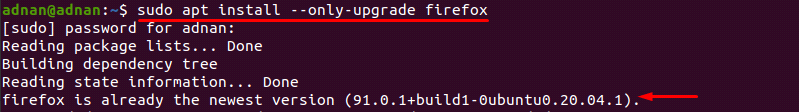 adnan@adnan:~$ sudo apt install --only-upgrade firefox
[sudo] password for adnan:
Reading package lists... Done
Building dependency tree
Reading state information... Done
firefox is already the newest version (91.0.1+build1-0ubuntu0.20.04.1).